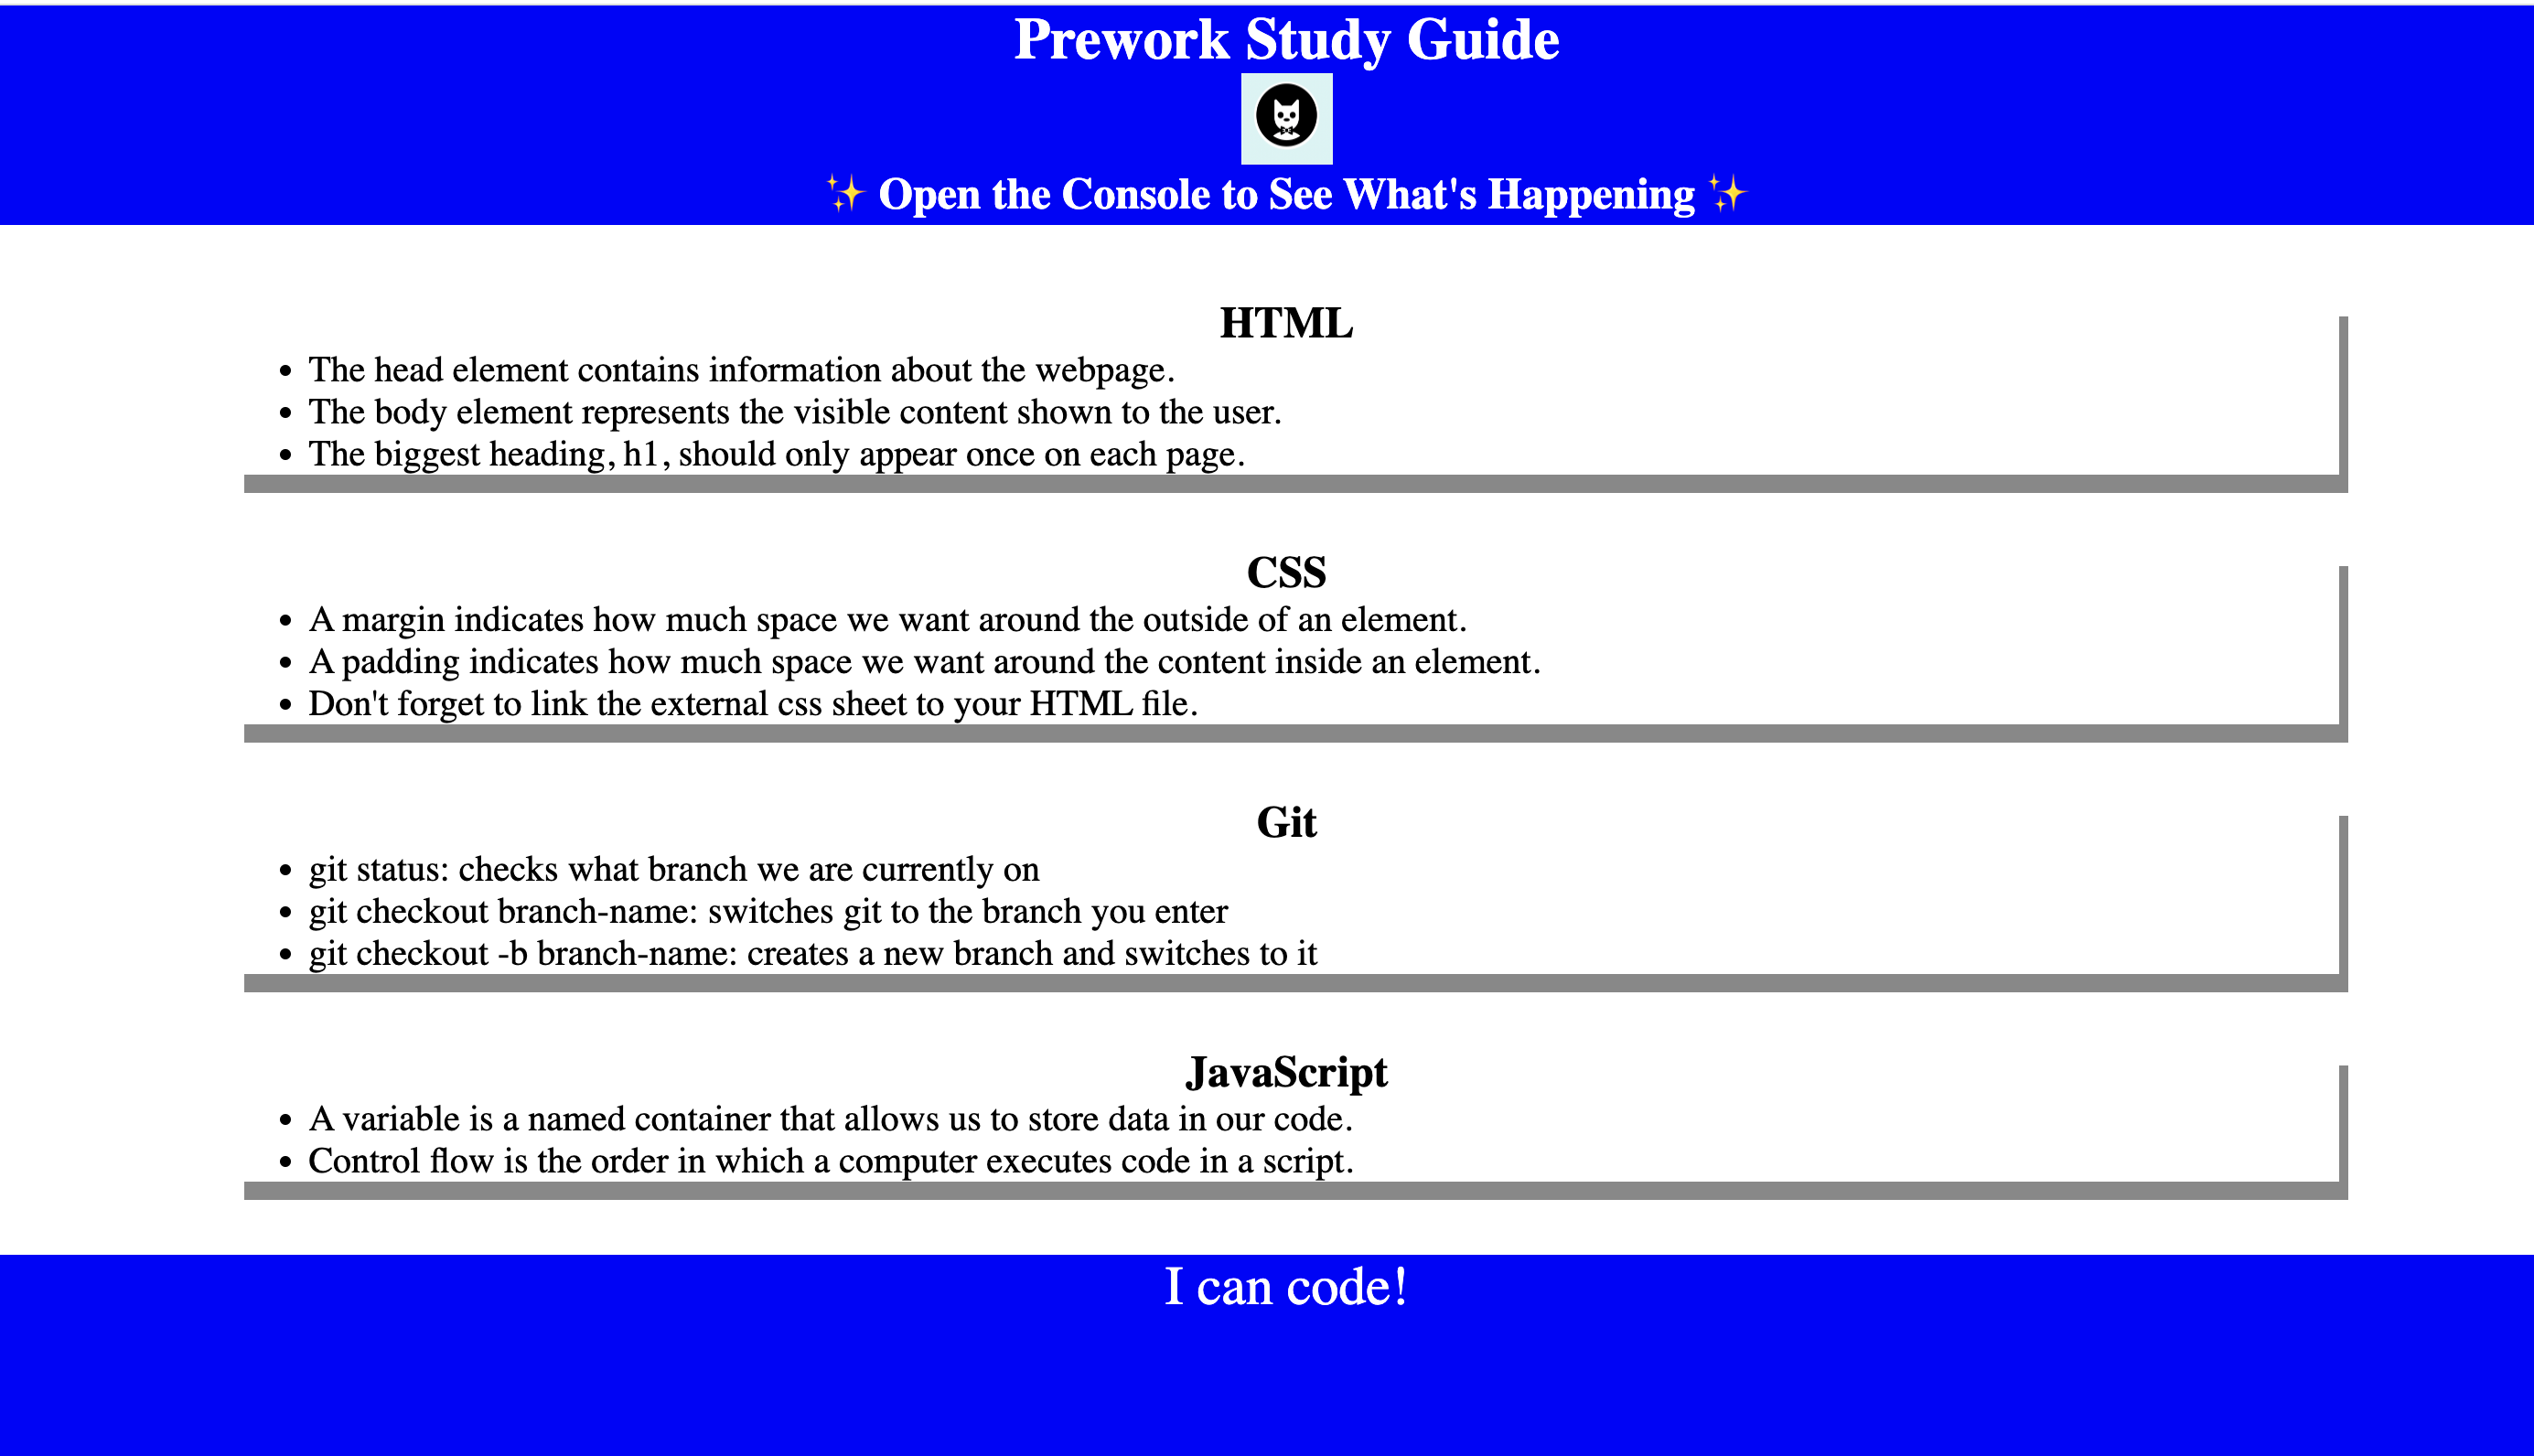 Prework Study Guide
✨ Open the Console to See What's Happening ✨
HTML
• The head element contains information about the webpage.
• The body element represents the visible content shown to the user.
• The biggest heading, h1, should only appear once on each page.
CSS
• A margin indicates how much space we want around the outside of an element.
• A padding indicates how much space we want around the content inside an element.
• Don't forget to link the external css sheet to your HTML file.
Git
• git status: checks what branch we are currently on
• git checkout branch-name: switches git to the branch you enter
• git checkout -b branch-name: creates a new branch and switches to it
JavaScript
• A variable is a named container that allows us to store data in our code.
• Control flow is the order in which a computer executes code in a script.
I can code!